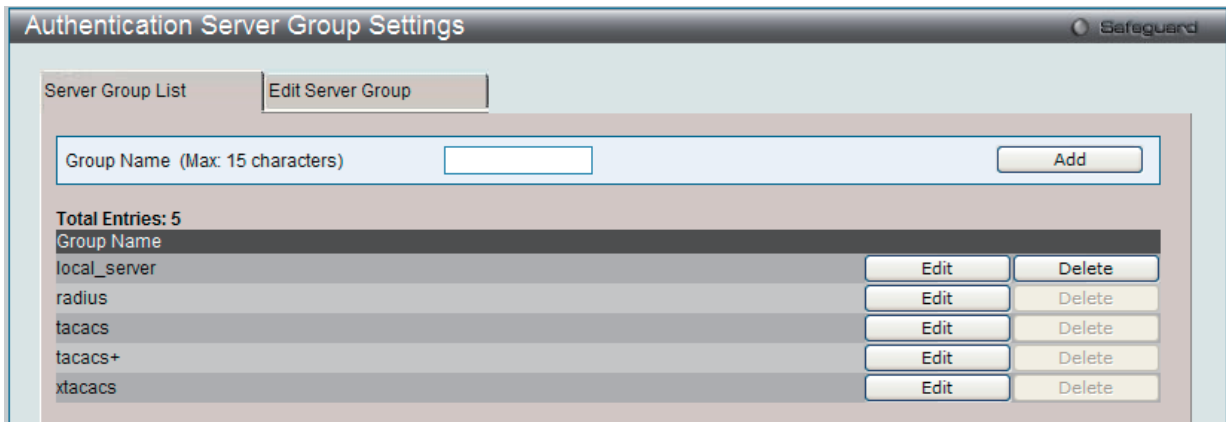 Authentication Server Group Settings
Safeguard
Server Group List
Edit Server Group
Group Name (Max: 15 characters)
Add
Total Entries: 5
Group Name
local_server Edit Delete
radius Edit Delete
tacacs Edit Delete
tacacs+ Edit Delete
xtacacs Edit Delete